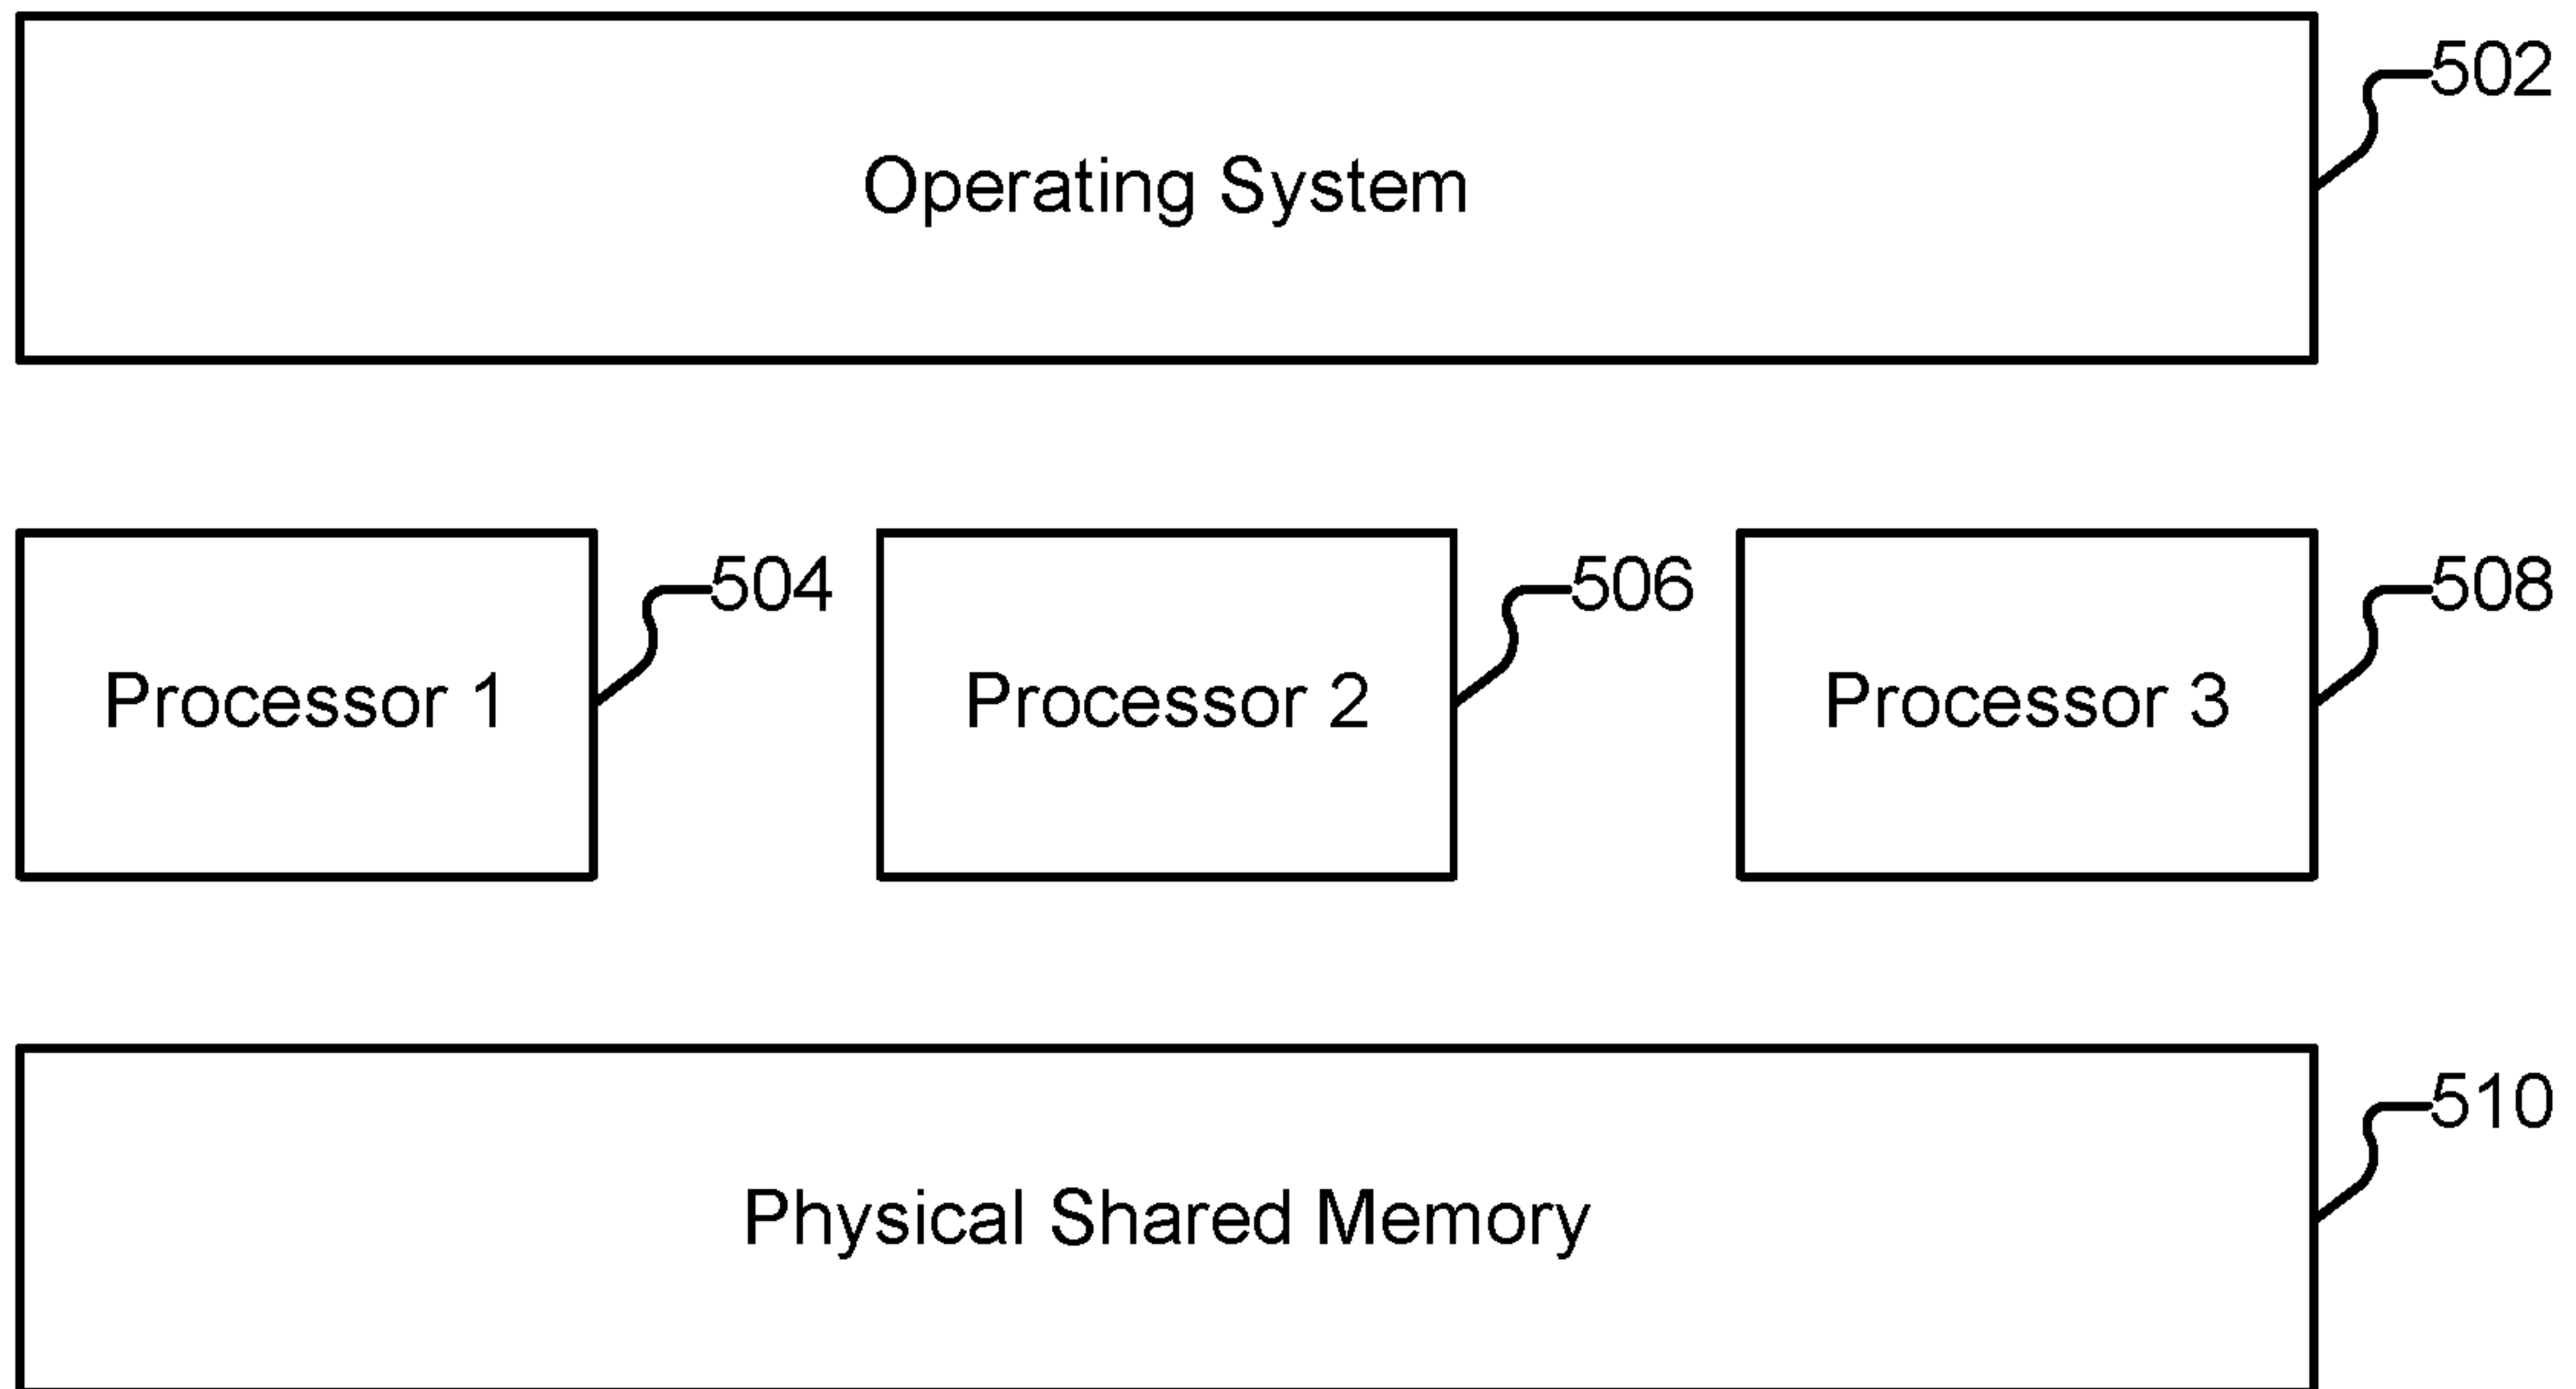 502
Operating System
504
506
508
Processor 1
Processor 2
Processor 3
510
Physical Shared Memory